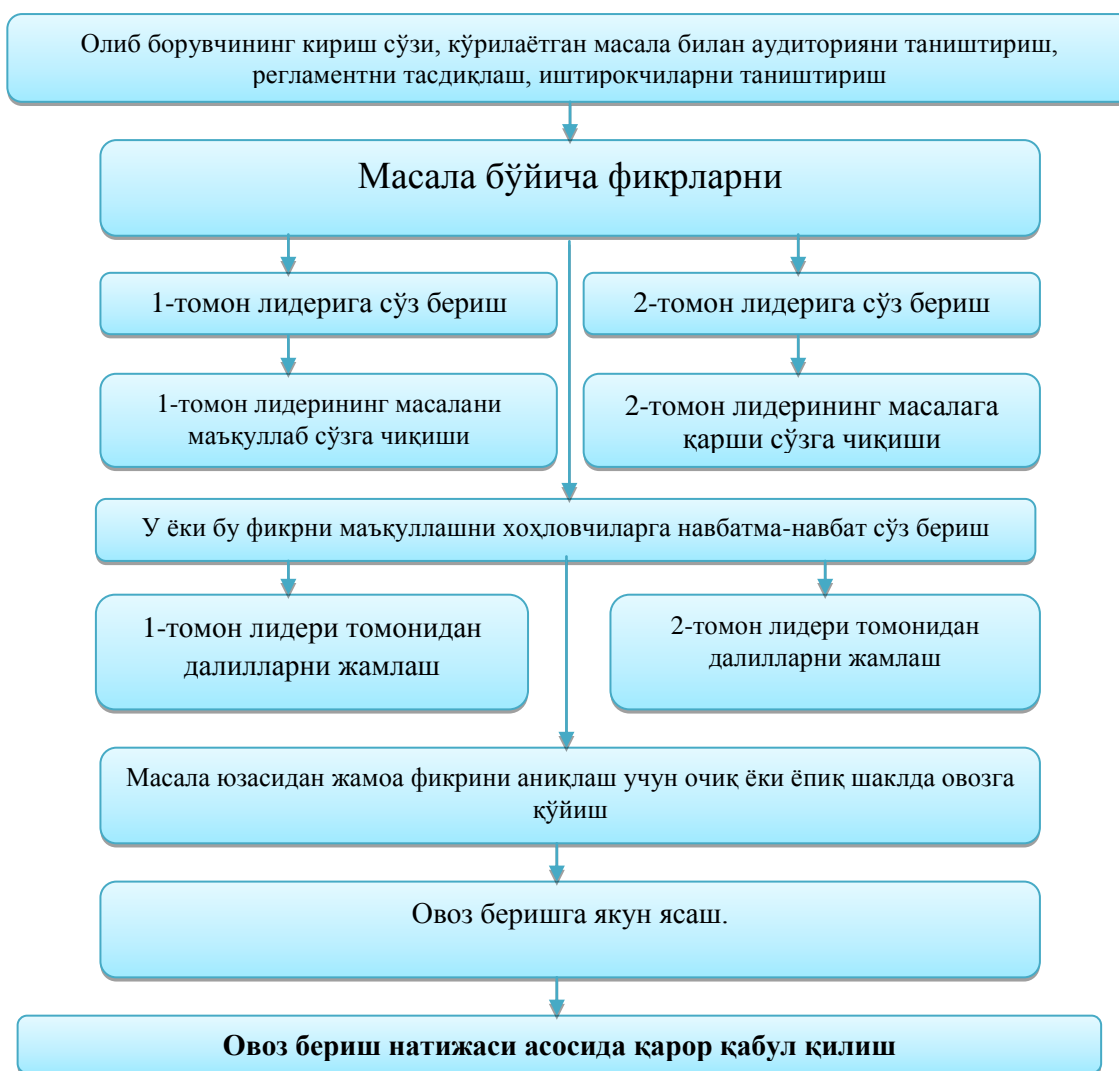 Олиб борувчининг кириш сўзи, кўрилаётган масала билан аудиторияни таништириш,
регламентни тасдиқлаш, иштирокчиларни таништириш
Масала бўйича фикрларни
1-томон лидерига сўз бериш
2-томон лидерига сўз бериш
1-томон лидерининг масалани
маъқуллаб сўзга чиқиши
2-томон лидерининг масалага
қарши сўзга чиқиши
У ёки бу фикрни маъқуллашни хоҳловчиларга навбатма-навбат сўз бериш
1-томон лидери томонидан
далилларни жамлаш
2-томон лидери томонидан
далилларни жамлаш
Масала юзасидан жамоа фикрини аниқлаш учун очиқ ёки ёпиқ шаклда овозга
қўйиш
Овоз беришга якун ясаш.
Овоз бериш натижаси асосида қарор қабул қилиш